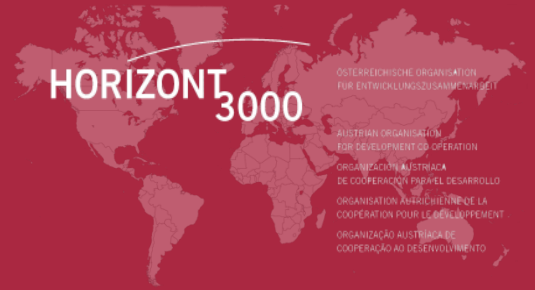 HORIZONT
3000
ÖSTERREICHISCHE ORGANISATION
FÜR ENTWICKLUNGSZUSAMMENARBEIT
AUSTRIAN ORGANISATION
FOR DEVELOPMENT CO OPERATION
ORGANIZACIÓN AUSTRÍACA
DE COOPERACIÓN PARA EL DESARROLLO
ORGANISATION AUTRICHIENNE DE LA
COOPÉRATION POUR LE DÉVELOPPEMENT
ORGANIZAÇÃO AUSTRÍACA DE
COOPERAÇÃO AO DESENVOLVIMENTO